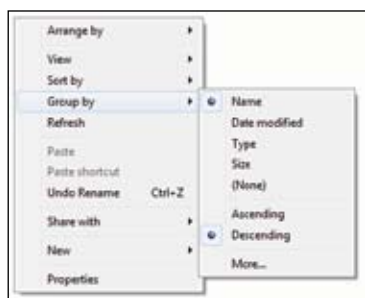 Arrange by
View
Sort by
Group by
Refresh
Paste
Paste shortcut
Undo Rename Ctrl+Z
Share with
New
Properties
Name
Date modified
Type
Size
(None)
Ascending
Descending
More...